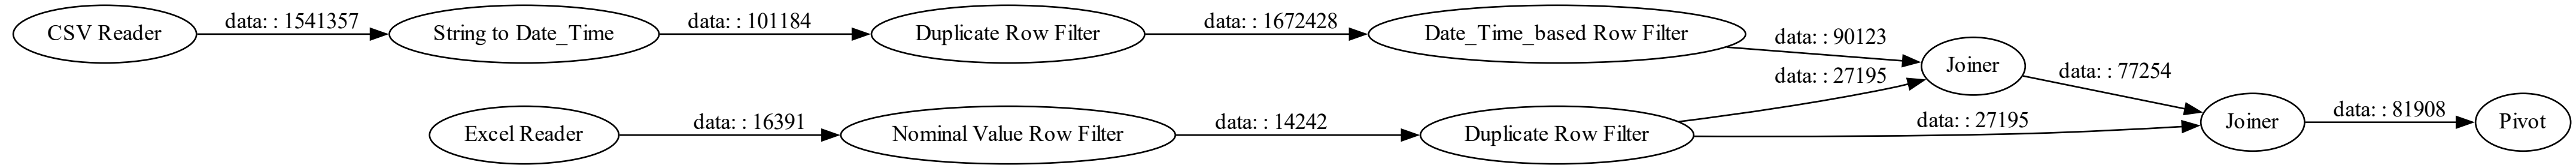 CSV Reader
data: : 1541357
String to Date_Time
data: : 101184
Duplicate Row Filter
data: : 1672428
Date_Time_based Row Filter
data: : 90123
Joiner
data: : 77254
Excel Reader
data: : 16391
Nominal Value Row Filter
data: : 14242
Duplicate Row Filter
data: : 27195
data: : 27195
Joiner
data: : 81908
Pivot